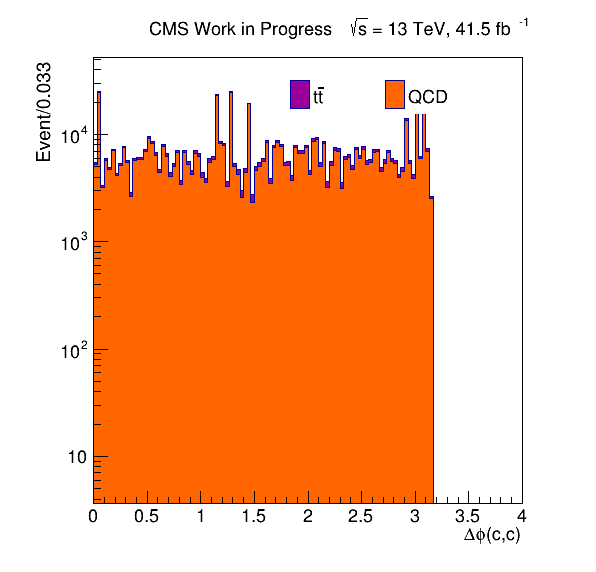 CMS Work in Progress √s = 13 TeV, 41.5 fb⁻¹
Event/0.033
tt̄ QCD
10⁴
10³
10²
10
0 0.5 1 1.5 2 2.5 3 3.5 4
Δϕ(c,c)